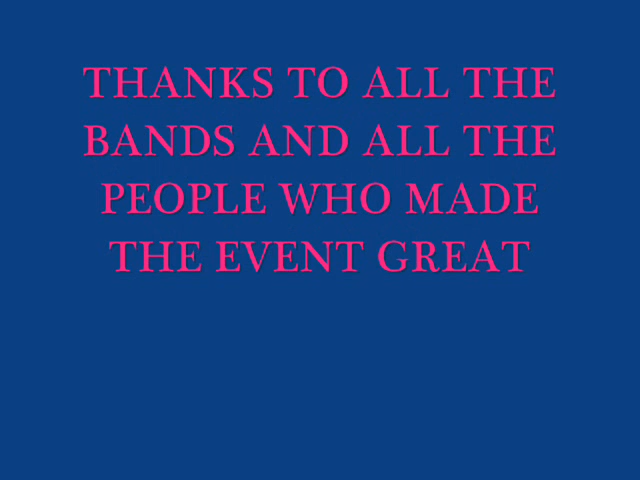 THANKS TO ALL THE
BANDS AND ALL THE
PEOPLE WHO MADE
THE EVENT GREAT